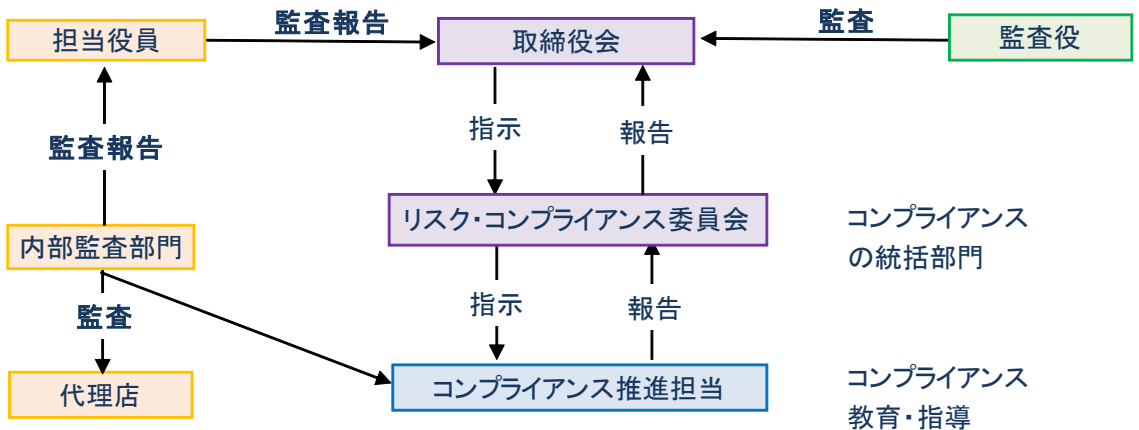 監査報告
監査
担当役員
取締役会
監査役
指示
報告
監査報告
リスク・コンプライアンス委員会
コンプライアンス
の統括部門
内部監査部門
監査
指示
報告
代理店
コンプライアンス推進担当
コンプライアンス
教育・指導